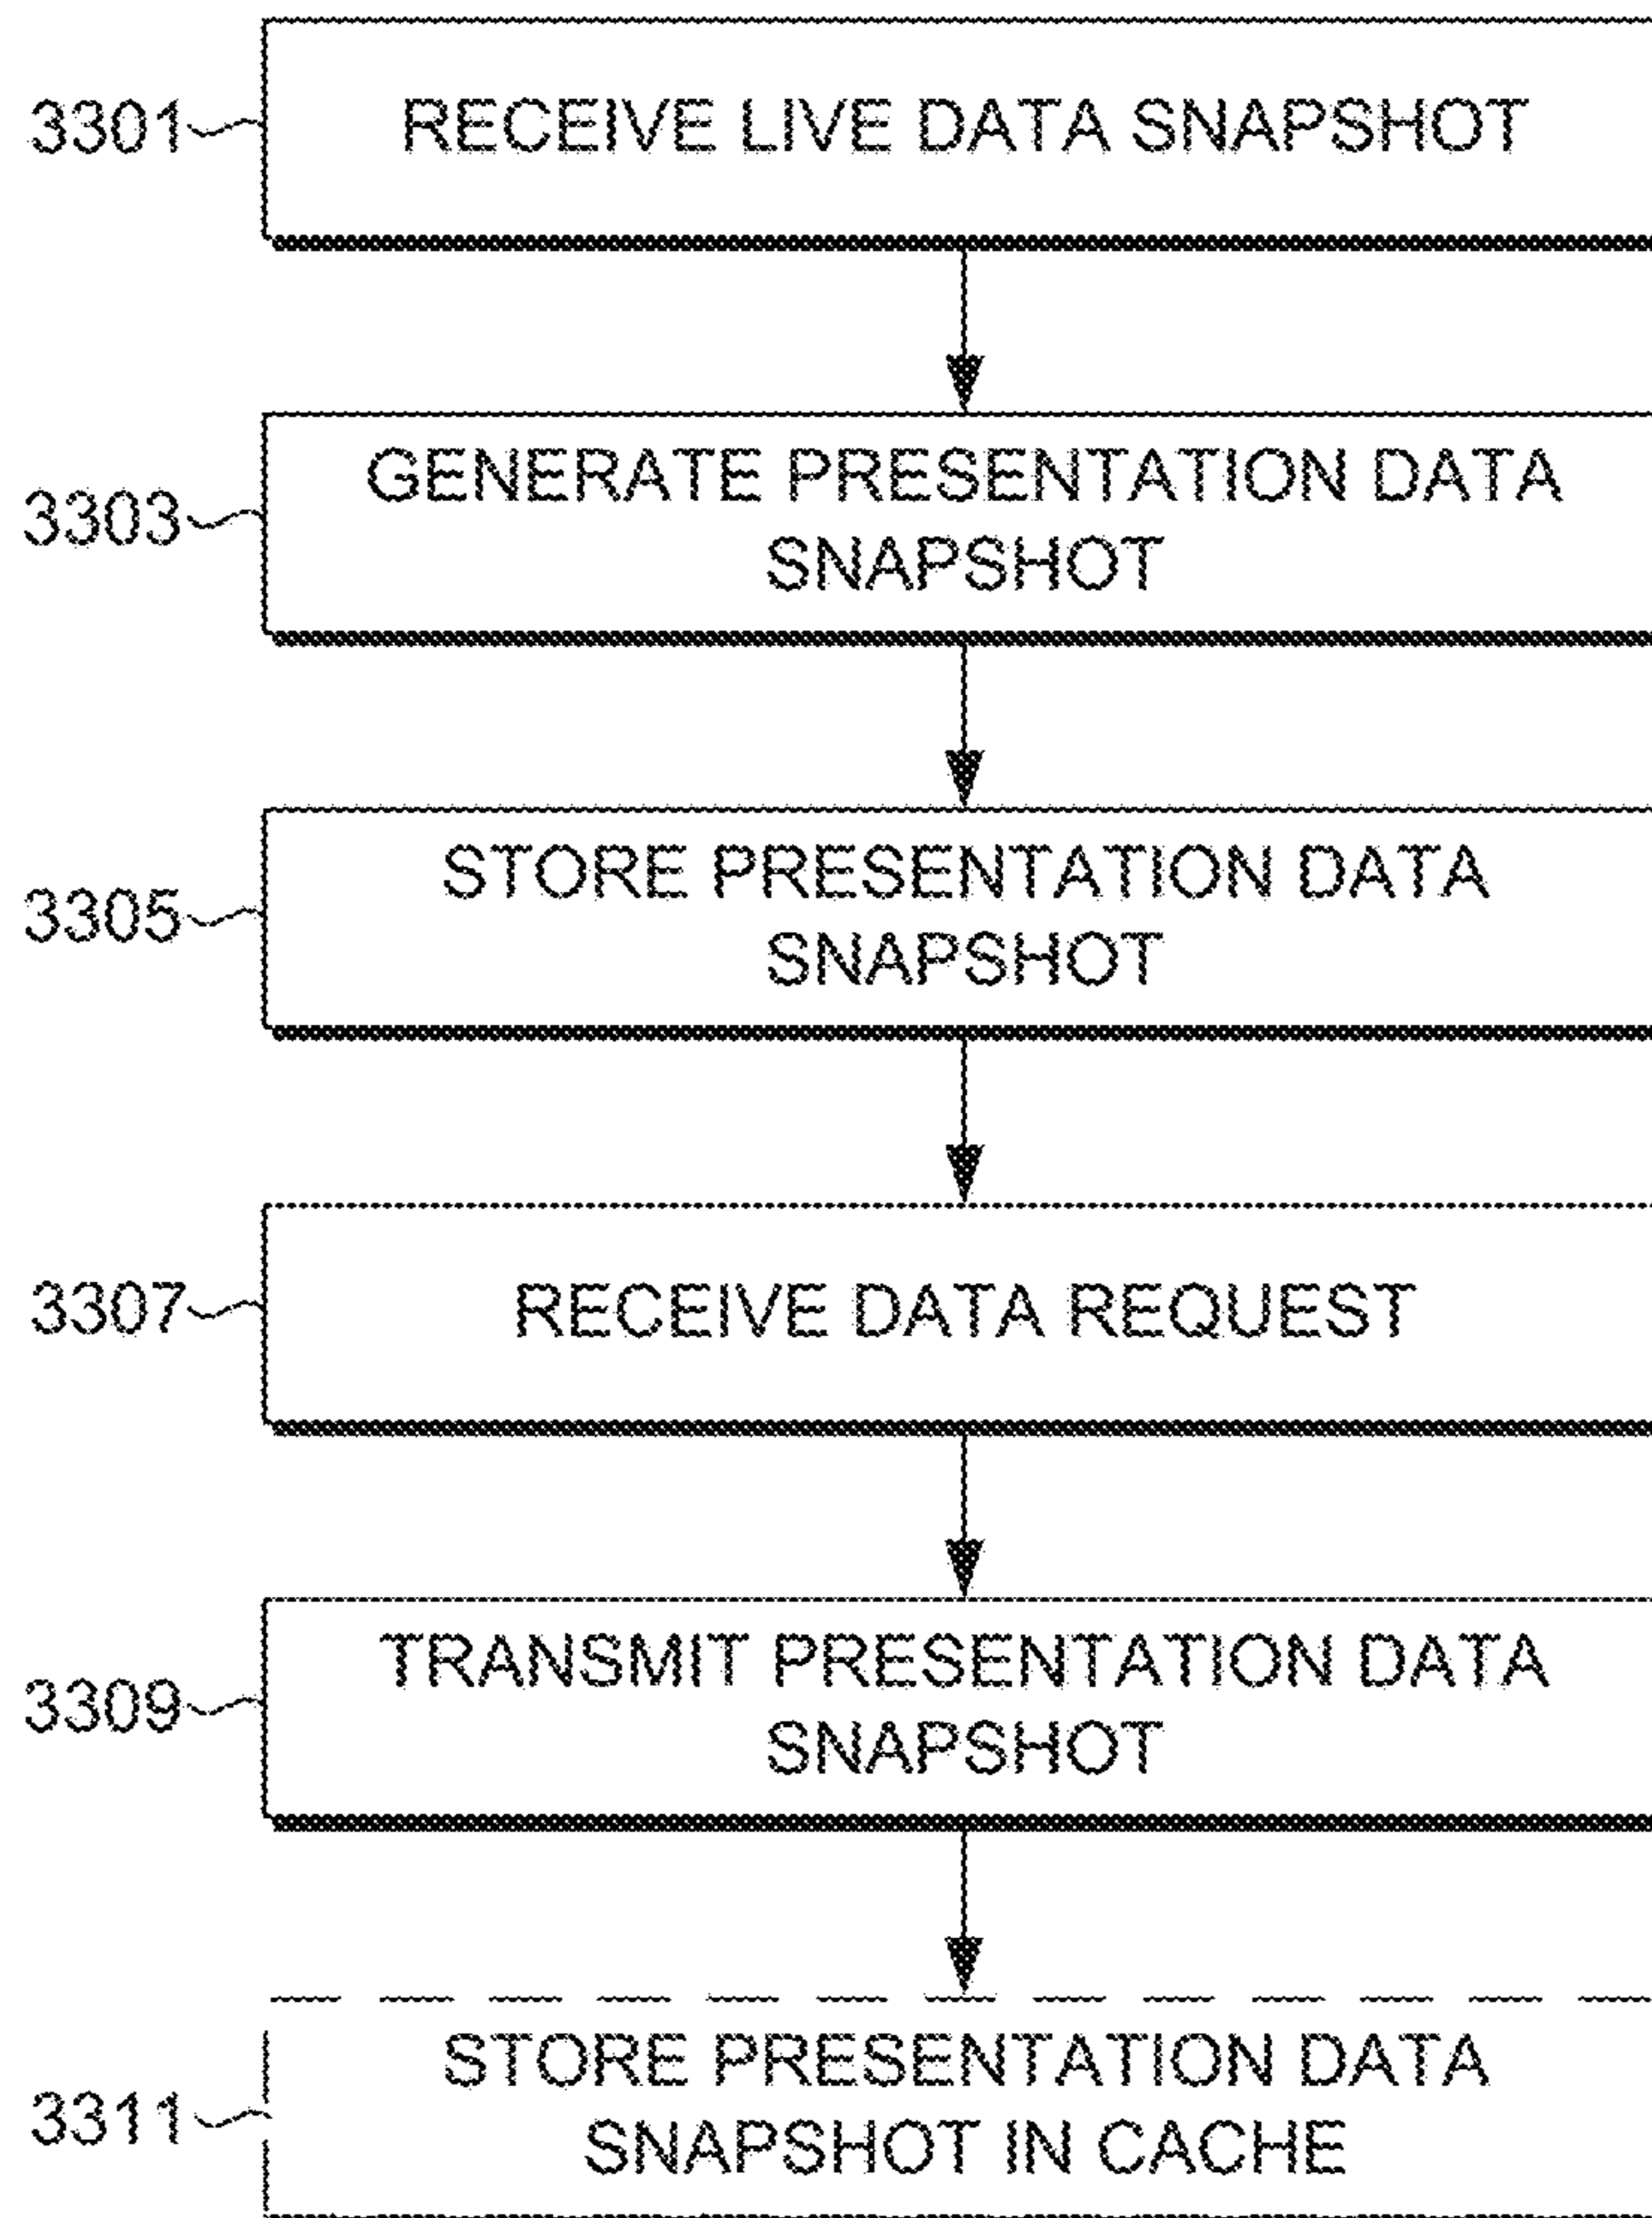 3301
RECEIVE LIVE DATA SNAPSHOT
3303
GENERATE PRESENTATION DATA
SNAPSHOT
3305
STORE PRESENTATION DATA
SNAPSHOT
3307
RECEIVE DATA REQUEST
3309
TRANSMIT PRESENTATION DATA
SNAPSHOT
3311
STORE PRESENTATION DATA
SNAPSHOT IN CACHE